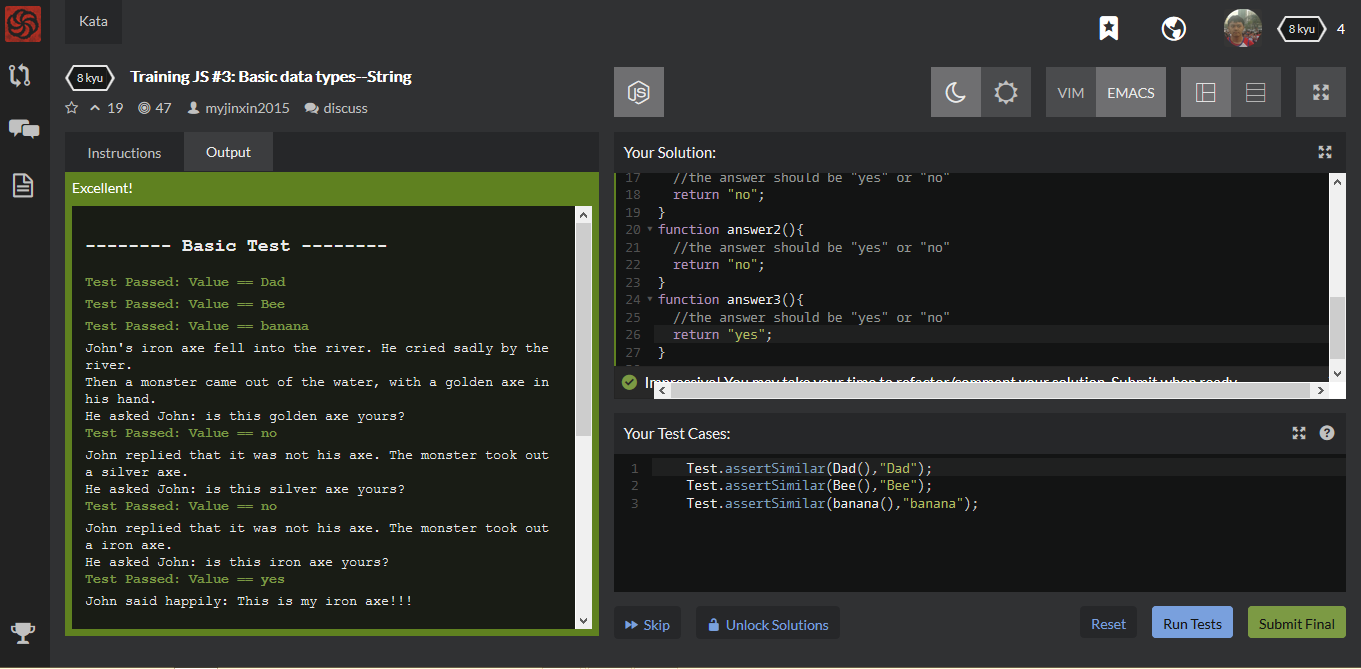 Kata
8 kyu
4
8 kyu
Training JS #3: Basic data types--String
19
47
myjinxin2015
discuss
JS
VIM
EMACS
Instructions
Output
Excellent!
-------- Basic Test --------
Test Passed: Value == Dad
Test Passed: Value == Bee
Test Passed: Value == banana
John's iron axe fell into the river. He cried sadly by the
river.
Then a monster came out of the water, with a golden axe in
his hand.
He asked John: is this golden axe yours?
Test Passed: Value == no
John replied that it was not his axe. The monster took out
a silver axe.
He asked John: is this silver axe yours?
Test Passed: Value == no
John replied that it was not his axe. The monster took out
a iron axe.
He asked John: is this iron axe yours?
Test Passed: Value == yes
John said happily: This is my iron axe!!!
Your Solution:
17 //the answer should be "yes" or "no"
18 return "no";
19 }
20 function answer2(){
21 //the answer should be "yes" or "no"
22 return "no";
23 }
24 function answer3(){
25 //the answer should be "yes" or "no"
26 return "yes";
27 }
Impressive! You may take your time to refactor/comment your solution. Submit when ready.
Your Test Cases:
?
1 Test.assertSimilar(Dad(),"Dad");
2 Test.assertSimilar(Bee(),"Bee");
3 Test.assertSimilar(banana(),"banana");
Skip
Unlock Solutions
Reset
Run Tests
Submit Final